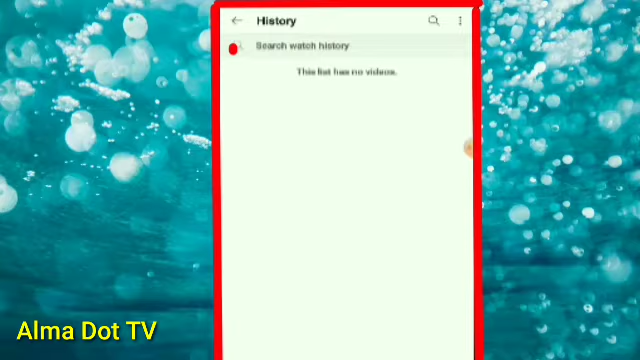 History
Search watch history
This list has no videos.
Alma Dot TV